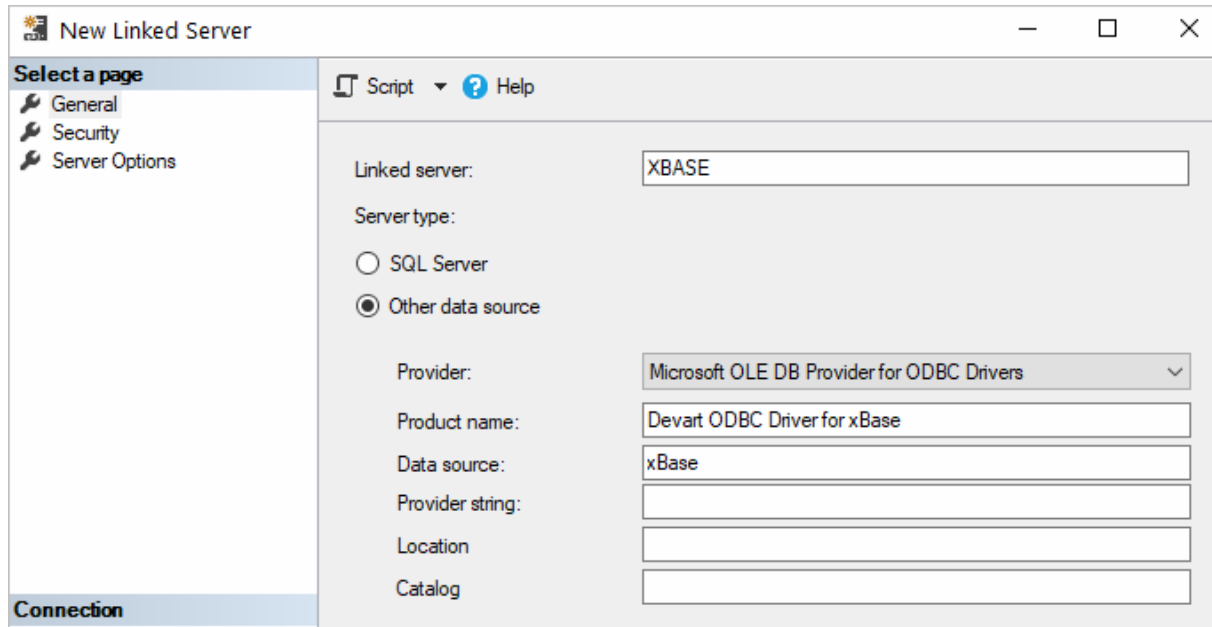 New Linked Server
Select a page
General
Security
Server Options
Connection
Script Help
Linked server: XBASE
Server type:
SQL Server
Other data source
Provider: Microsoft OLE DB Provider for ODBC Drivers
Product name: Devart ODBC Driver for xBase
Data source: xBase
Provider string:
Location
Catalog